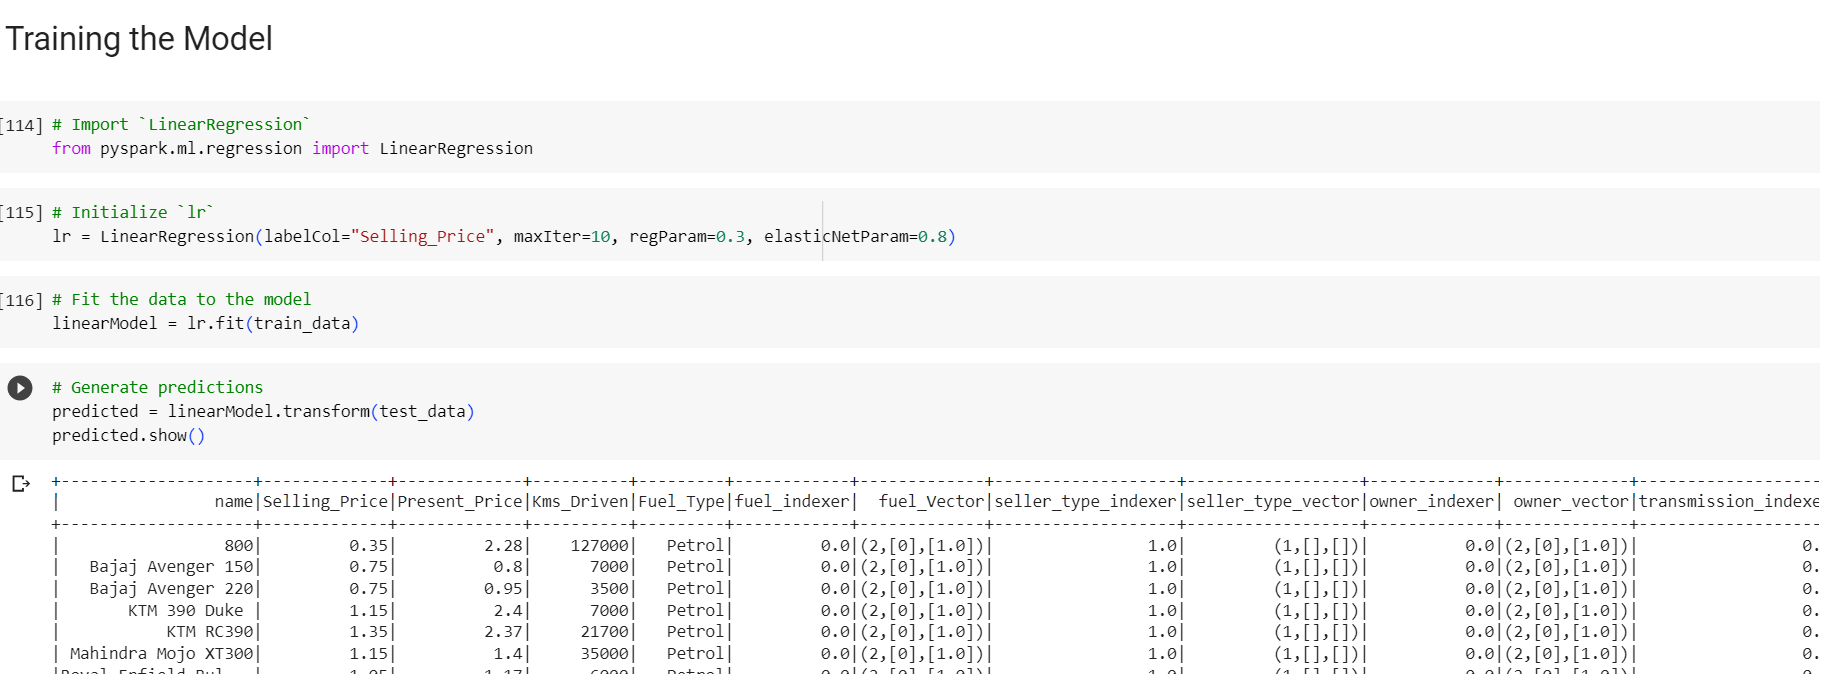 Training the Model
[114] # Import `LinearRegression`
from pyspark.ml.regression import LinearRegression
[115] # Initialize `lr`
lr = LinearRegression(labelCol="Selling_Price", maxIter=10, regParam=0.3, elasticNetParam=0.8)
[116] # Fit the data to the model
linearModel = lr.fit(train_data)
# Generate predictions
predicted = linearModel.transform(test_data)
predicted.show()
+--------------------+-------------+-------------+----------+---------+------------+-------------+-------------------+------------------+-------------+-------------+-------------------
| name|Selling_Price|Present_Price|Kms_Driven|Fuel_Type|fuel_indexer| fuel_Vector|seller_type_indexer|seller_type_vector|owner_indexer| owner_vector|transmission_indexe
+--------------------+-------------+-------------+----------+---------+------------+-------------+-------------------+------------------+-------------+-------------+-------------------
| 800| 0.35| 2.28| 127000| Petrol| 0.0|(2,[0],[1.0])| 1.0| (1,[],[])| 0.0|(2,[0],[1.0])| 0.
| Bajaj Avenger 150| 0.75| 0.8| 7000| Petrol| 0.0|(2,[0],[1.0])| 1.0| (1,[],[])| 0.0|(2,[0],[1.0])| 0.
| Bajaj Avenger 220| 0.75| 0.95| 3500| Petrol| 0.0|(2,[0],[1.0])| 1.0| (1,[],[])| 0.0|(2,[0],[1.0])| 0.
| KTM 390 Duke | 1.15| 2.4| 7000| Petrol| 0.0|(2,[0],[1.0])| 1.0| (1,[],[])| 0.0|(2,[0],[1.0])| 0.
| KTM RC390| 1.35| 2.37| 21700| Petrol| 0.0|(2,[0],[1.0])| 1.0| (1,[],[])| 0.0|(2,[0],[1.0])| 0.
| Mahindra Mojo XT300| 1.15| 1.4| 35000| Petrol| 0.0|(2,[0],[1.0])| 1.0| (1,[],[])| 0.0|(2,[0],[1.0])| 0.